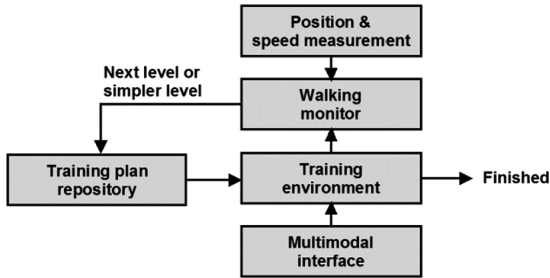 Position &
speed measurement
Next level or
simpler level
Walking
monitor
Training plan
repository
Training
environment
Finished
Multimodal
interface